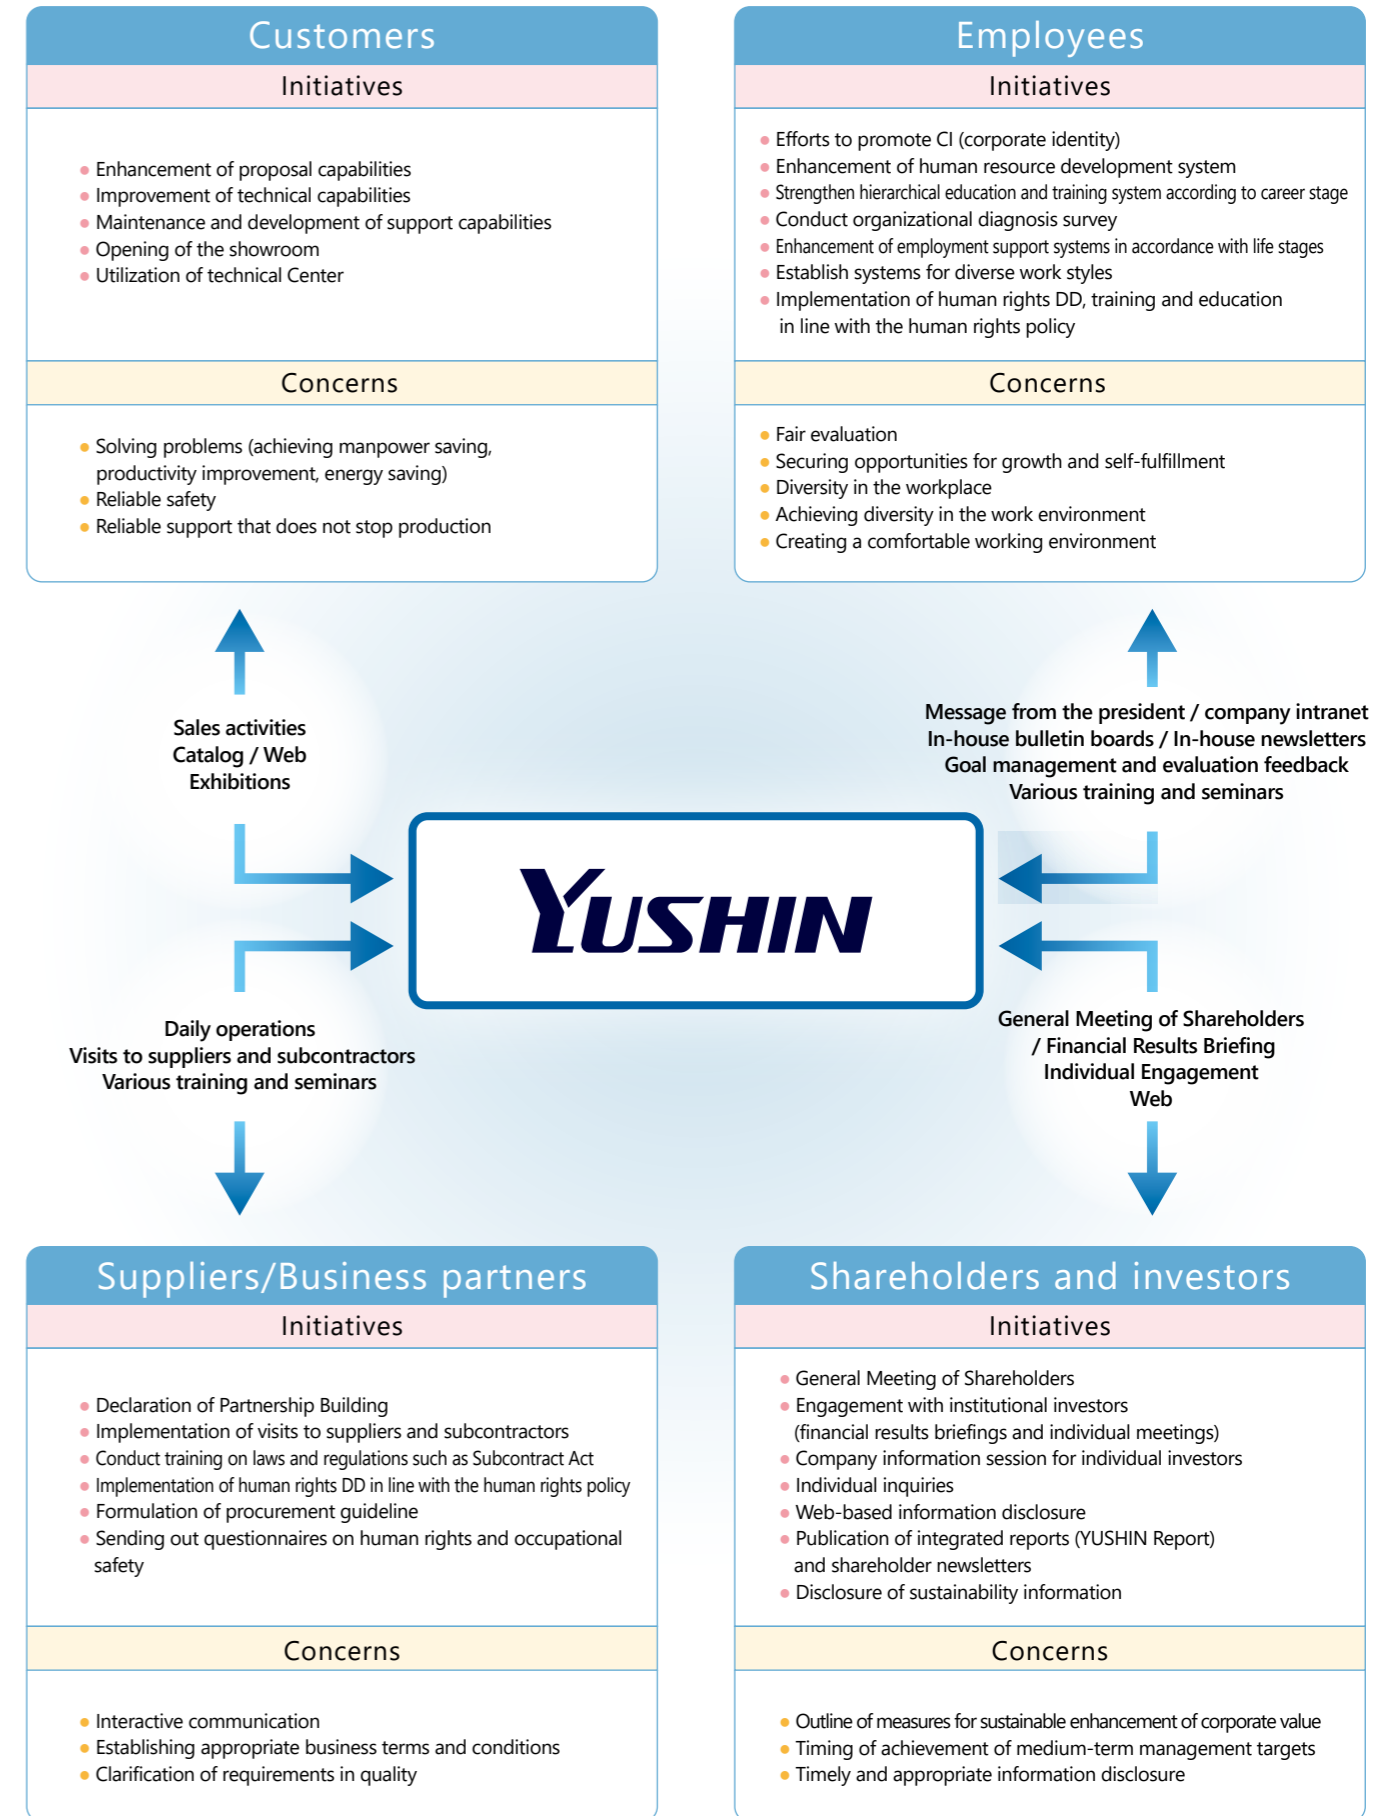 Customers
Initiatives
Enhancement of proposal capabilities
Improvement of technical capabilities
Maintenance and development of support capabilities
Opening of the showroom
Utilization of technical Center
Concerns
Solving problems (achieving manpower saving,
productivity improvement, energy saving)
Reliable safety
Reliable support that does not stop production
Employees
Initiatives
Efforts to promote CI (corporate identity)
Enhancement of human resource development system
Strengthen hierarchical education and training system according to career stage
Conduct organizational diagnosis survey
Enhancement of employment support systems in accordance with life stages
Establish systems for diverse work styles
Implementation of human rights DD, training and education
in line with the human rights policy
Concerns
Fair evaluation
Securing opportunities for growth and self-fulfillment
Diversity in the workplace
Achieving diversity in the work environment
Creating a comfortable working environment
Sales activities
Catalog / Web
Exhibitions
Message from the president / company intranet
In-house bulletin boards / In-house newsletters
Goal management and evaluation feedback
Various training and seminars
YUSHIN
Daily operations
Visits to suppliers and subcontractors
Various training and seminars
General Meeting of Shareholders
/ Financial Results Briefing
Individual Engagement
Web
Suppliers/Business partners
Initiatives
Declaration of Partnership Building
Implementation of visits to suppliers and subcontractors
Conduct training on laws and regulations such as Subcontract Act
Implementation of human rights DD in line with the human rights policy
Formulation of procurement guideline
Sending out questionnaires on human rights and occupational
safety
Concerns
Interactive communication
Establishing appropriate business terms and conditions
Clarification of requirements in quality
Shareholders and investors
Initiatives
General Meeting of Shareholders
Engagement with institutional investors
(financial results briefings and individual meetings)
Company information session for individual investors
Individual inquiries
Web-based information disclosure
Publication of integrated reports (YUSHIN Report)
and shareholder newsletters
Disclosure of sustainability information
Concerns
Outline of measures for sustainable enhancement of corporate value
Timing of achievement of medium-term management targets
Timely and appropriate information disclosure